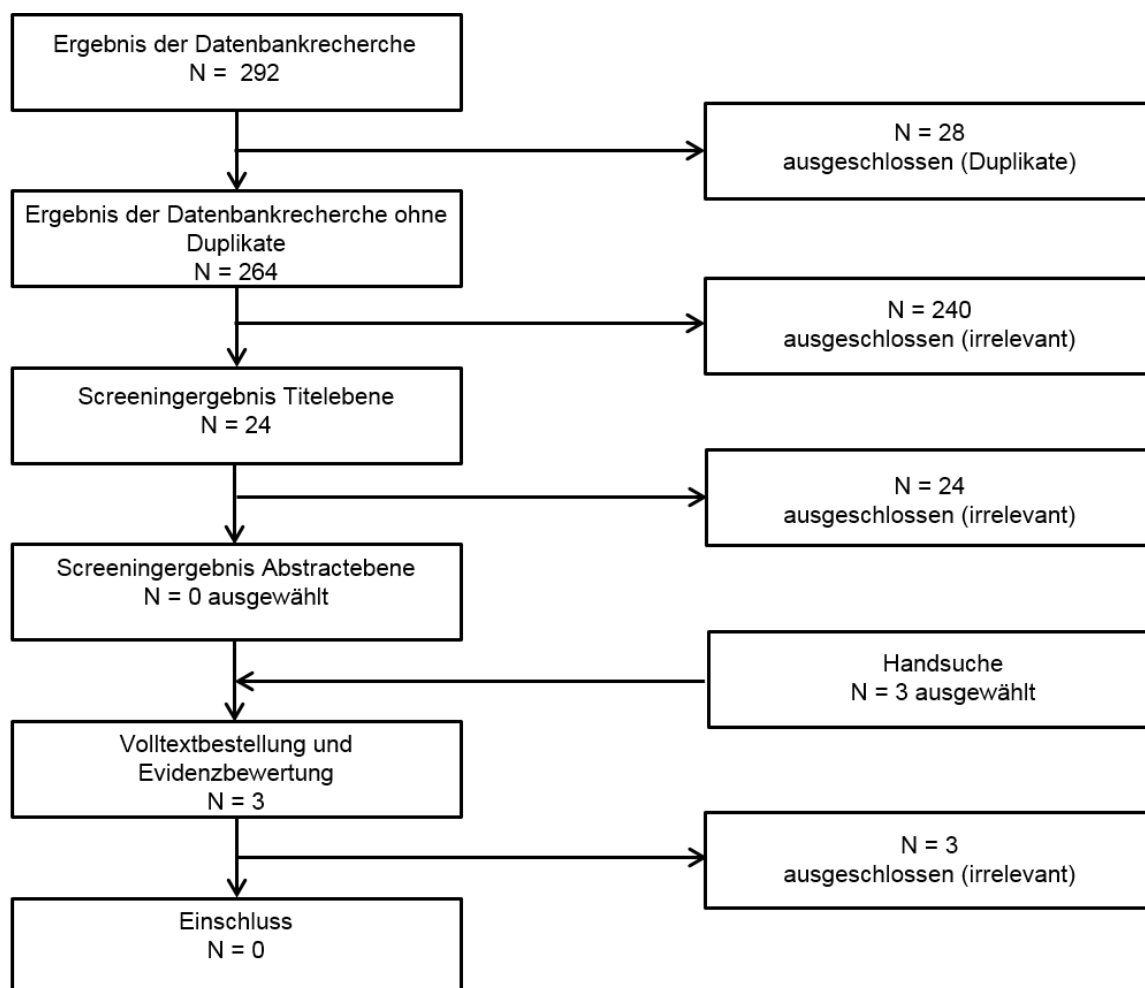 Ergebnis der Datenbankrecherche
N = 292
N = 28
ausgeschlossen (Duplikate)
Ergebnis der Datenbankrecherche ohne
Duplikate
N = 264
N = 240
ausgeschlossen (irrelevant)
Screeningergebnis Titelebene
N = 24
N = 24
ausgeschlossen (irrelevant)
Screeningergebnis Abstractebene
N = 0 ausgewählt
Handsuche
N = 3 ausgewählt
Volltextbestellung und
Evidenzbewertung
N = 3
N = 3
ausgeschlossen (irrelevant)
Einschluss
N = 0